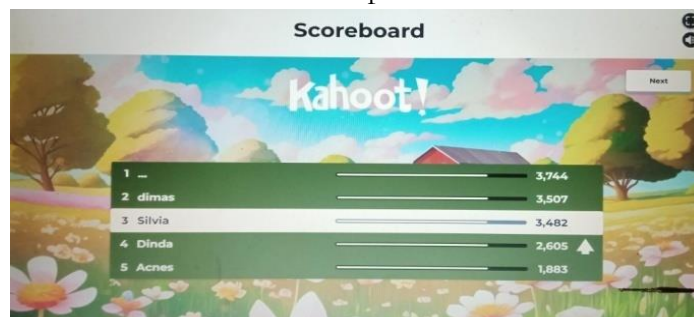 Scoreboard
Kahoot!
Next
1 _ 3,744
2 dimas 3,507
3 Silvia 3,482
4 Dinda 2,605
5 Acnes 1,883